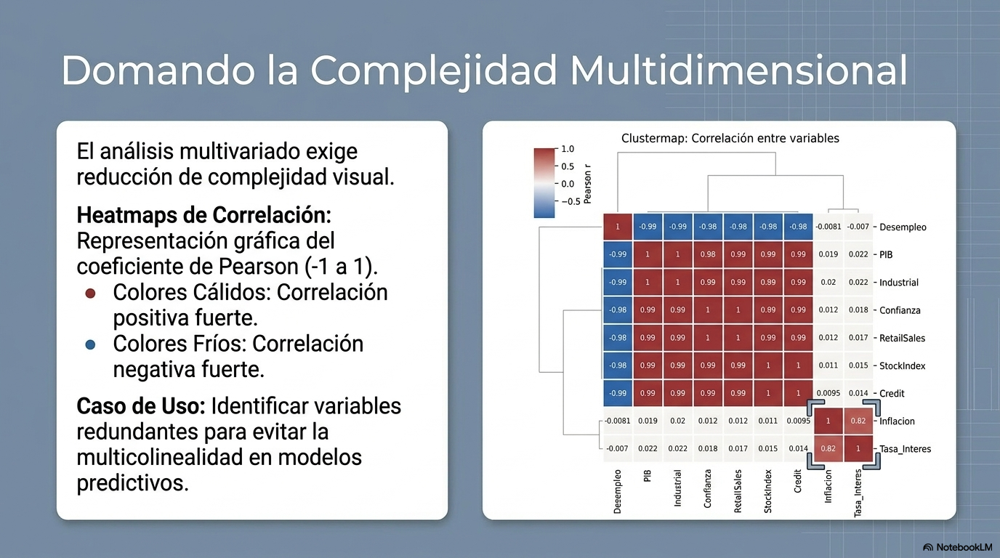 Domando la Complejidad Multidimensional
El análisis multivariado exige
reducción de complejidad visual.
Heatmaps de Correlación:
Representación gráfica del
coeficiente de Pearson (-1 a 1).
● Colores Cálidos: Correlación
positiva fuerte.
● Colores Fríos: Correlación
negativa fuerte.
Caso de Uso: Identificar variables
redundantes para evitar la
multicolinealidad en modelos
predictivos.
Clustermap: Correlación entre variables
1.0
0.5
0.0
−0.5
Pearson r
1 -0.99 -0.99 -0.98 -0.98 -0.98 -0.98 -0.0081 -0.007 Desempleo
-0.99 1 1 0.98 0.99 0.99 0.99 0.019 0.022 PIB
-0.99 1 1 0.99 0.99 0.99 0.99 0.02 0.022 Industrial
-0.98 0.99 0.99 1 1 0.99 0.99 0.012 0.018 Confianza
-0.98 0.99 0.99 1 1 0.99 0.99 0.012 0.017 RetailSales
-0.98 0.99 0.99 0.99 0.99 1 1 0.011 0.015 StockIndex
-0.99 0.99 0.99 0.99 0.99 1 1 0.0095 0.014 Credit
-0.0081 0.019 0.02 0.012 0.012 0.011 0.0095 1 0.82 Inflacion
-0.007 0.022 0.022 0.018 0.017 0.015 0.014 0.82 1 Tasa_Interes
Desempleo PIB Industrial Confianza RetailSales StockIndex Credit Inflacion Tasa_Interes
NotebookLM